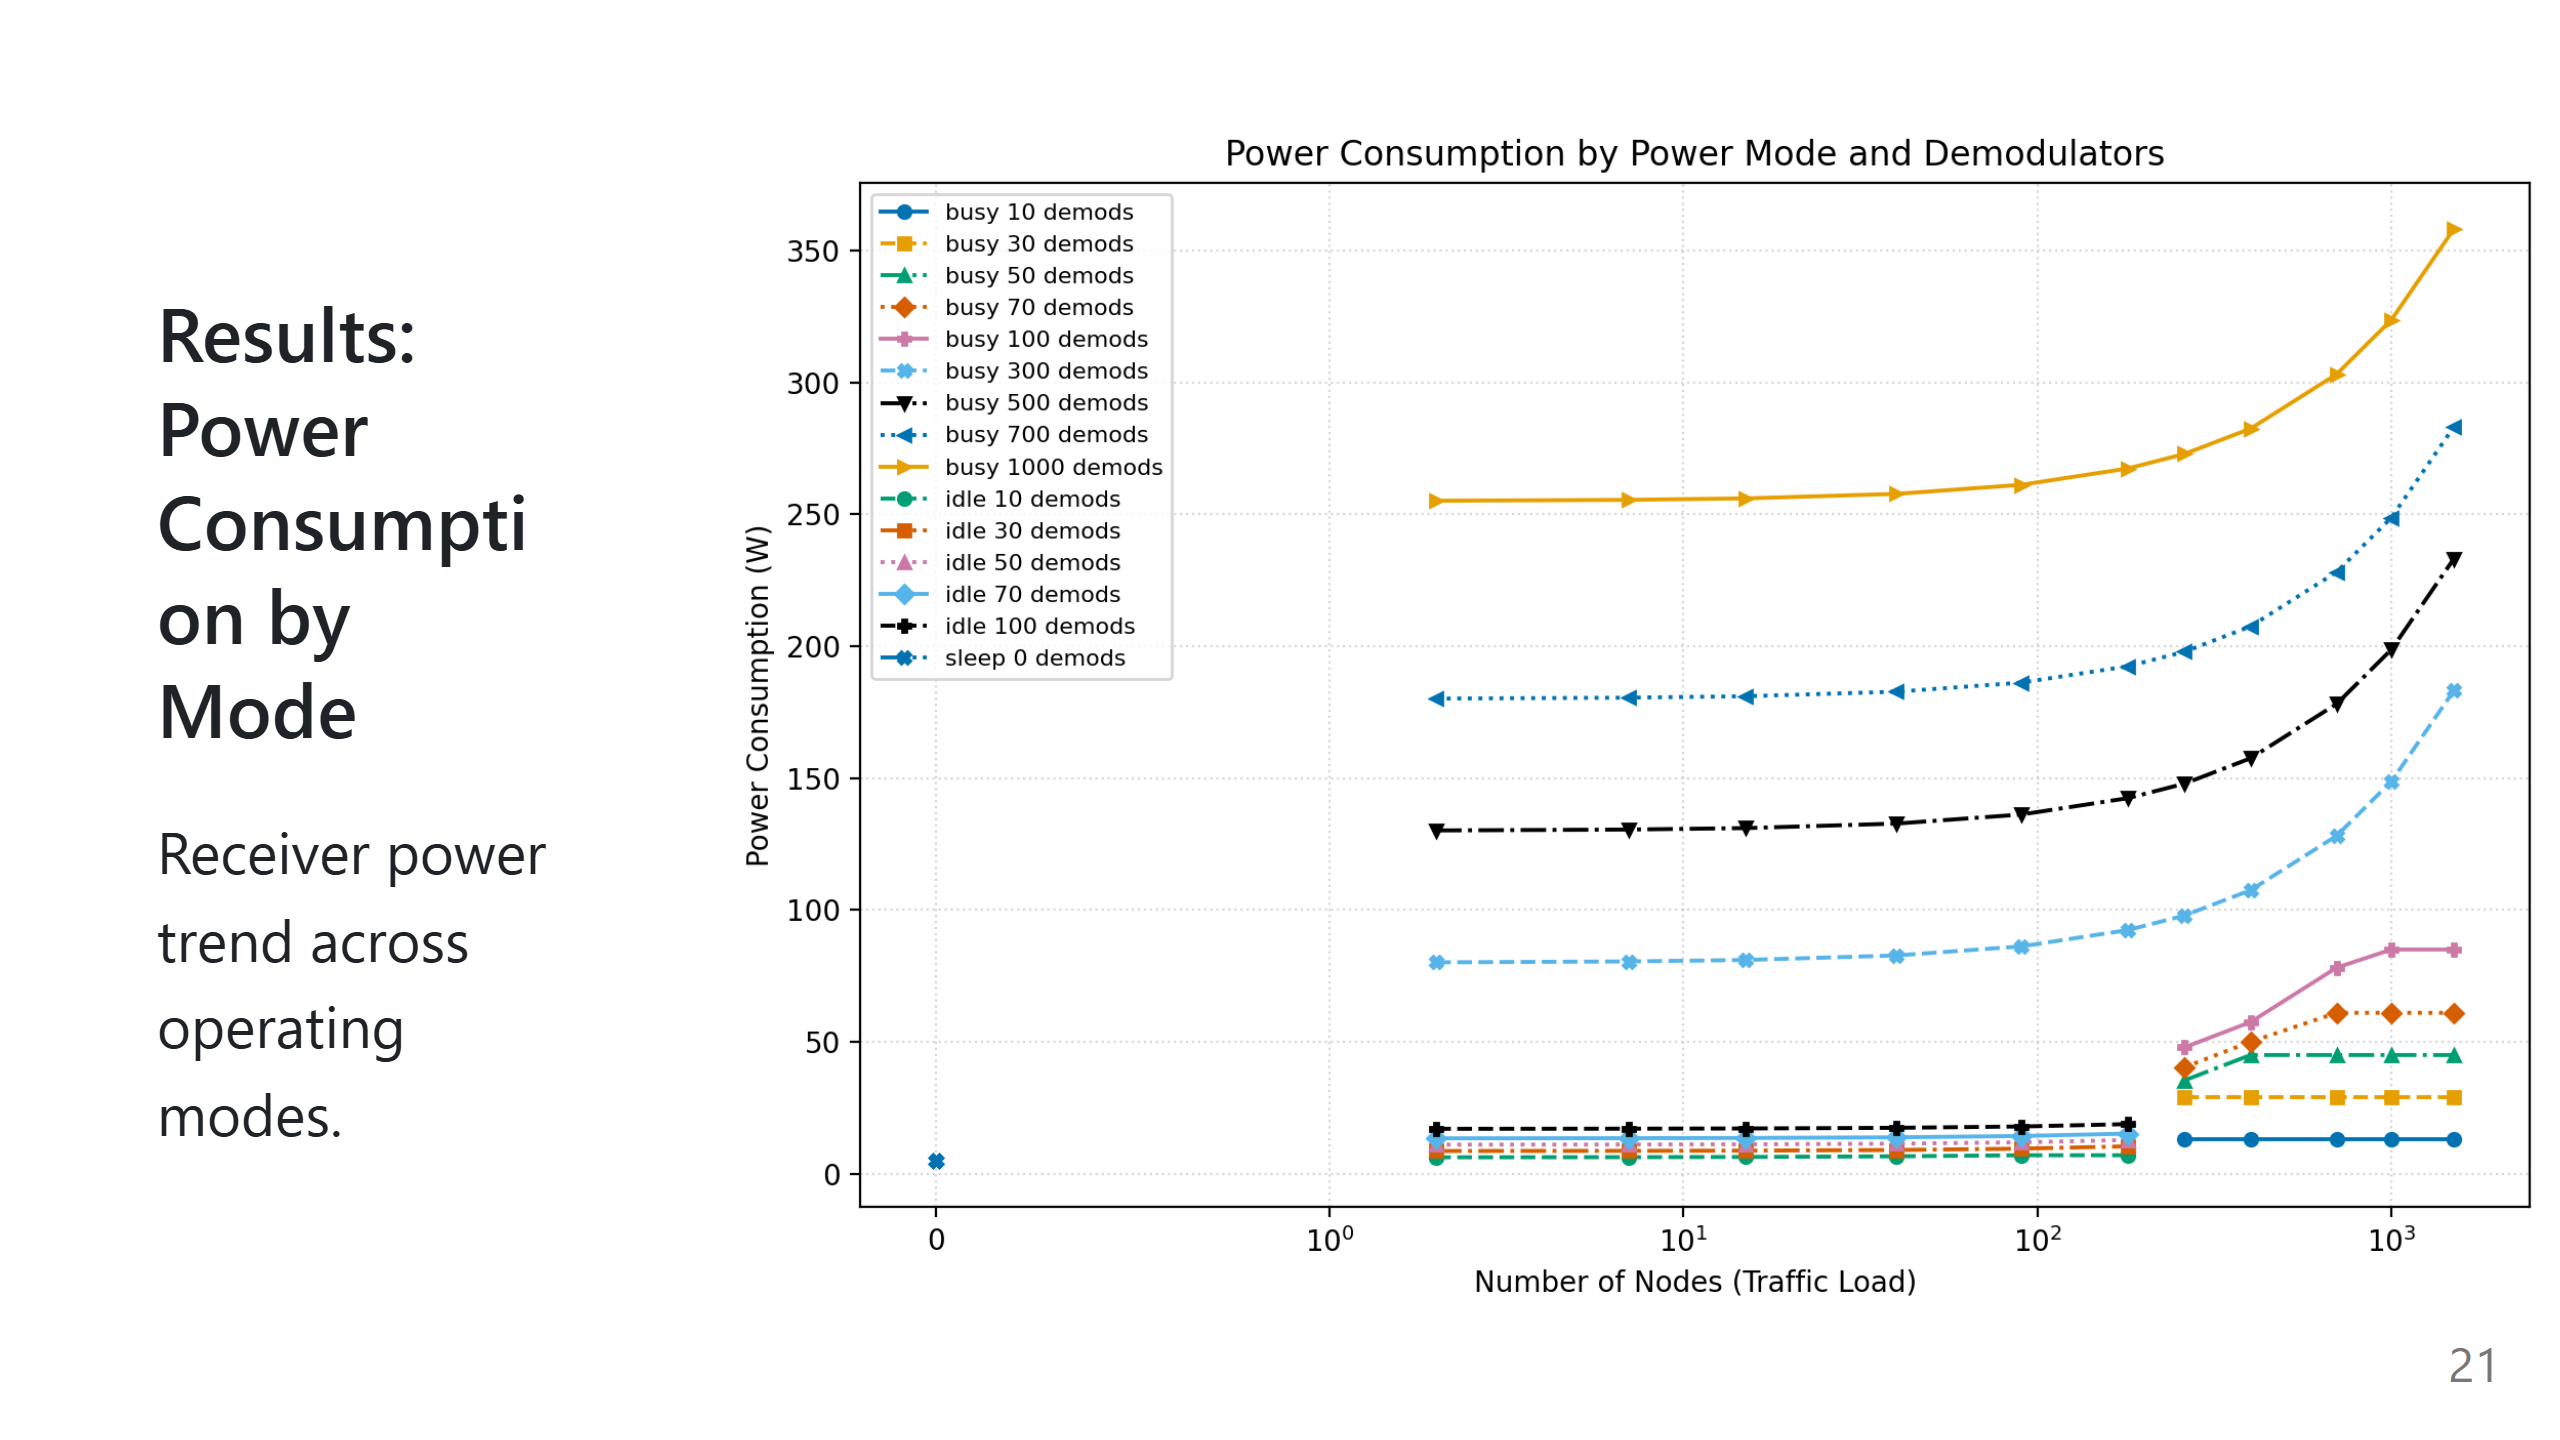 Results:
Power
Consumpti
on by
Mode
Receiver power
trend across
operating
modes.
Power Consumption by Power Mode and Demodulators
busy 10 demods
busy 30 demods
busy 50 demods
busy 70 demods
busy 100 demods
busy 300 demods
busy 500 demods
busy 700 demods
busy 1000 demods
idle 10 demods
idle 30 demods
idle 50 demods
idle 70 demods
idle 100 demods
sleep 0 demods
Power Consumption (W)
350
300
250
200
150
100
50
0
0 10⁰ 10¹ 10² 10³
Number of Nodes (Traffic Load)
21